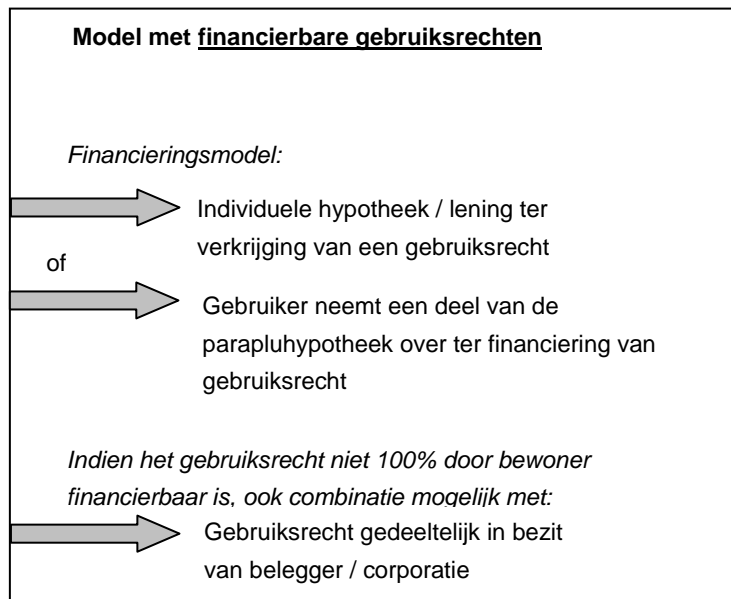 Model met financierbare gebruiksrechten
Financieringsmodel:
Individuele hypotheek / lening ter
verkrijging van een gebruiksrecht
of
Gebruiker neemt een deel van de
parapluhypotheek over ter financiering van
gebruiksrecht
Indien het gebruiksrecht niet 100% door bewoner
financierbaar is, ook combinatie mogelijk met:
Gebruiksrecht gedeeltelijk in bezit
van belegger / corporatie